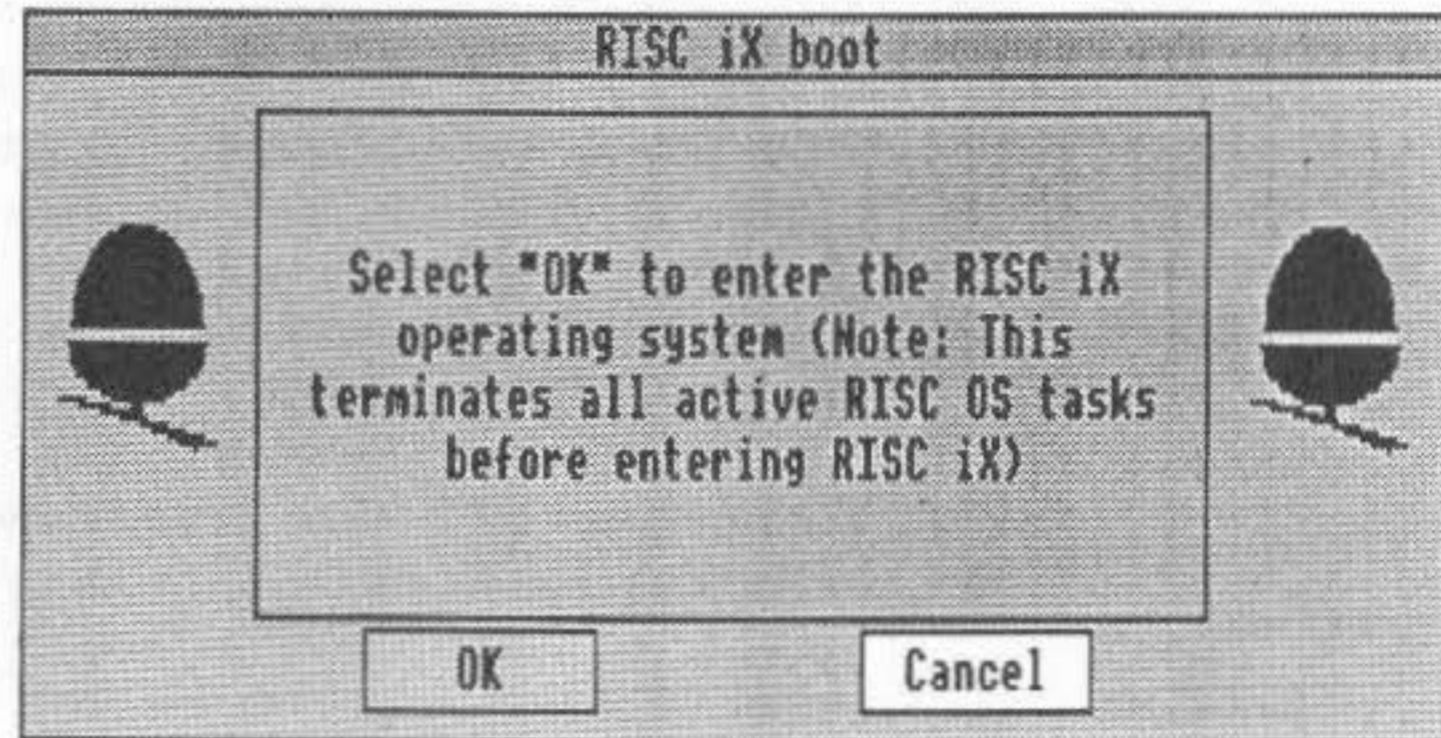 RISC iX boot
Select "OK" to enter the RISC iX
operating system (Note: This
terminates all active RISC OS tasks
before entering RISC iX)
OK
Cancel